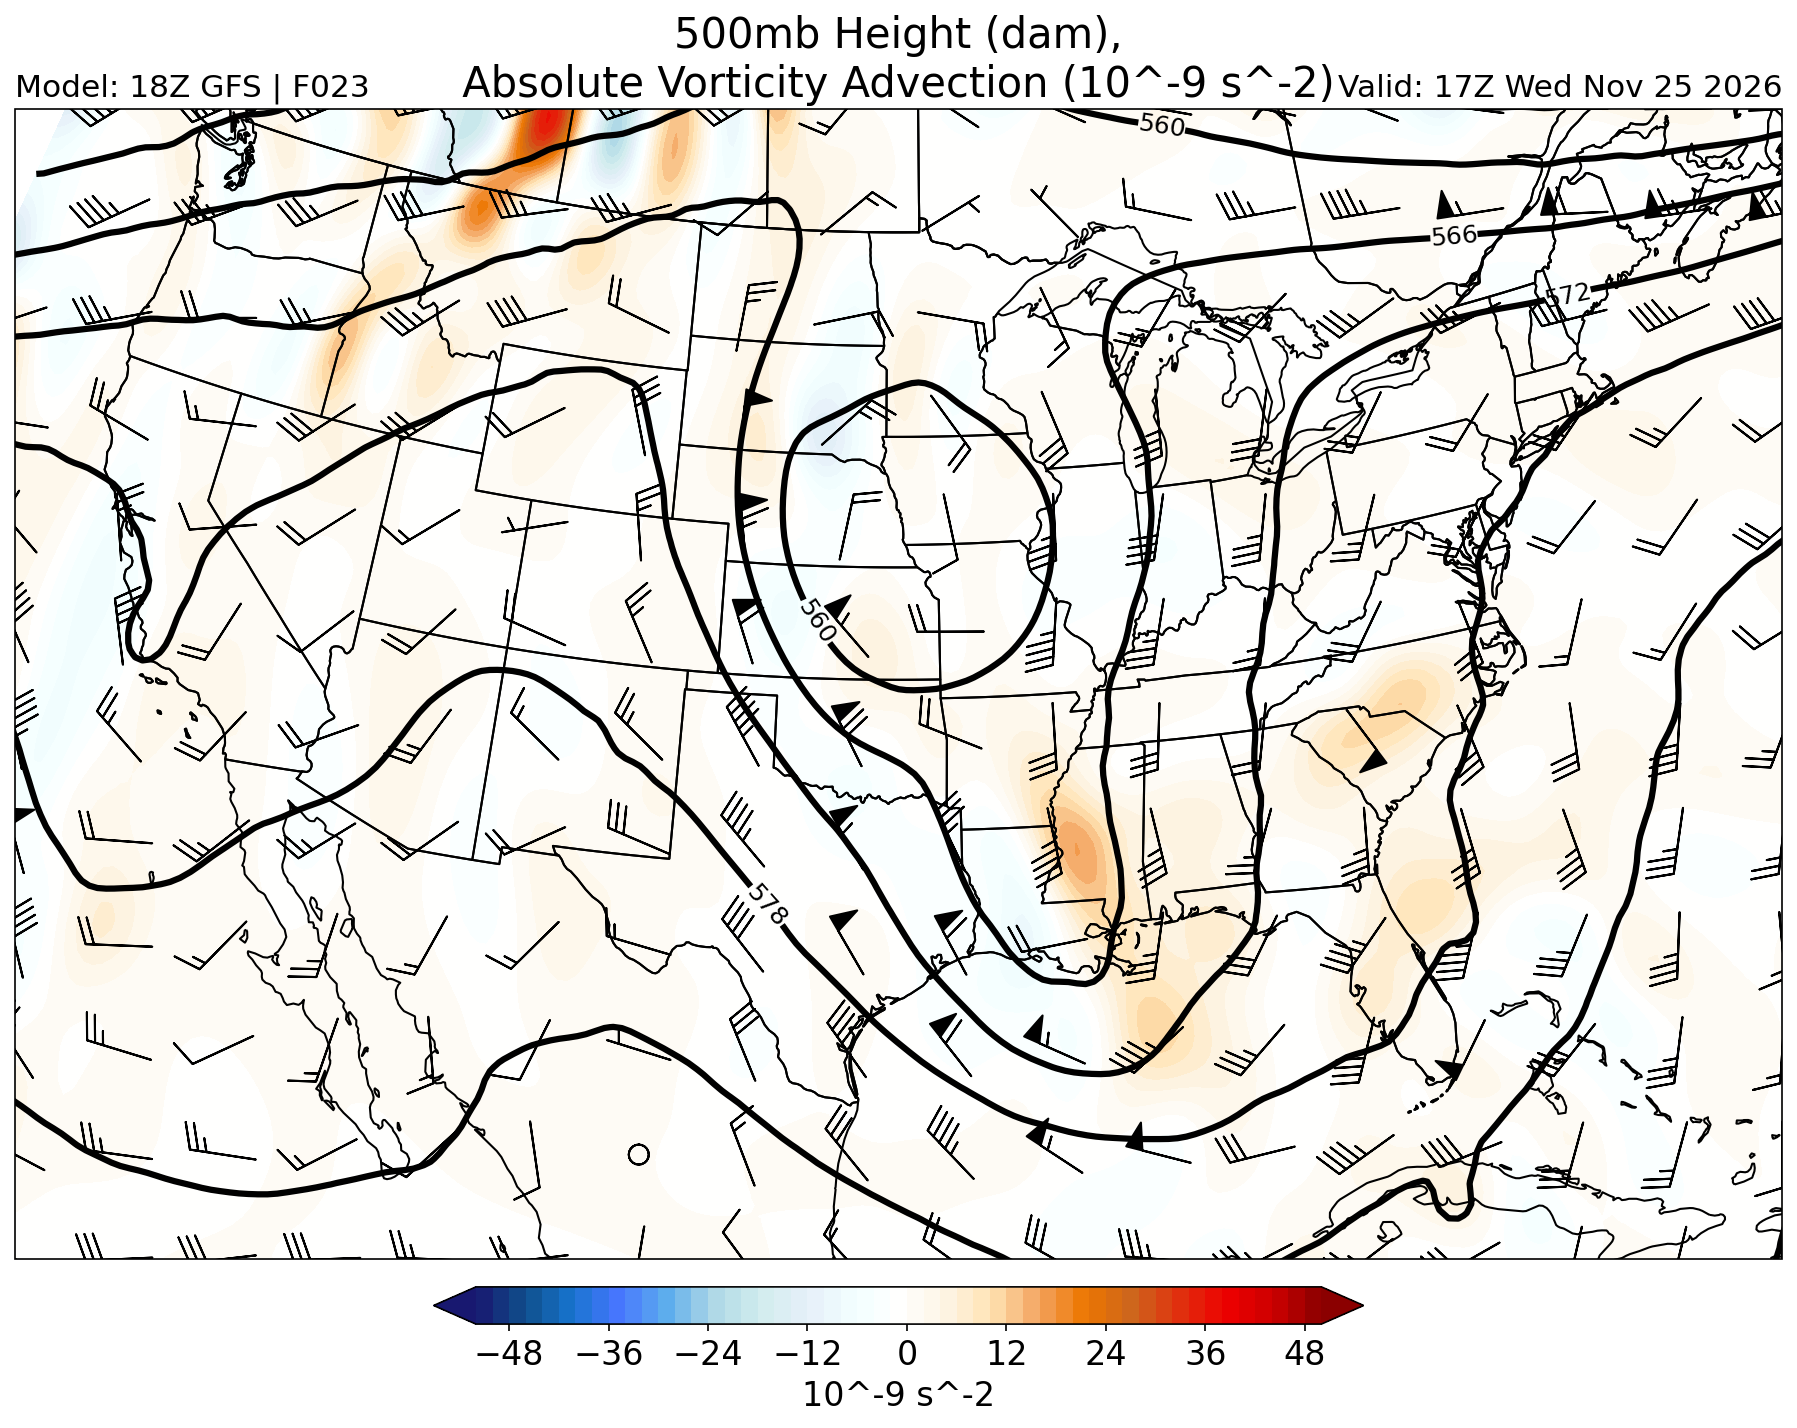 500mb Height (dam),
Model: 18Z GFS | F023
Absolute Vorticity Advection (10^-9 s^-2)
Valid: 17Z Wed Nov 25 2026
560
566
572
560
578
−48 −36 −24 −12 0 12 24 36 48
10^-9 s^-2